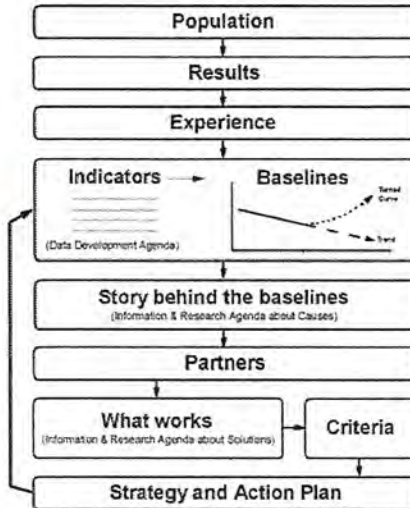 Population
Results
Experience
Indicators
Baselines
Turned
Curve
Trend
(Data Development Agenda)
Story behind the baselines
(Information & Research Agenda about Causes)
Partners
What works
(Information & Research Agenda about Solutions)
Criteria
Strategy and Action Plan